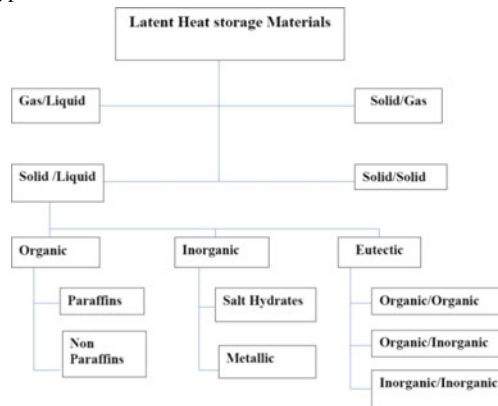 Latent Heat storage Materials
Gas/Liquid
Solid/Gas
Solid /Liquid
Solid/Solid
Organic
Inorganic
Eutectic
Paraffins
Salt Hydrates
Organic/Organic
Non
Paraffins
Metallic
Organic/Inorganic
Inorganic/Inorganic